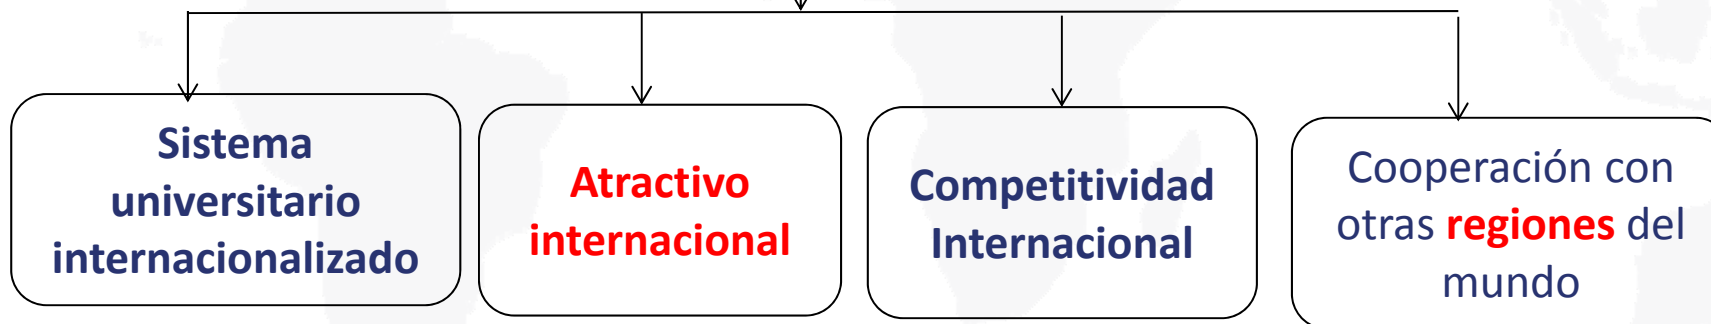 Sistema
universitario
internacionalizado
Atractivo
internacional
Competitividad
Internacional
Cooperación con
otras regiones del
mundo